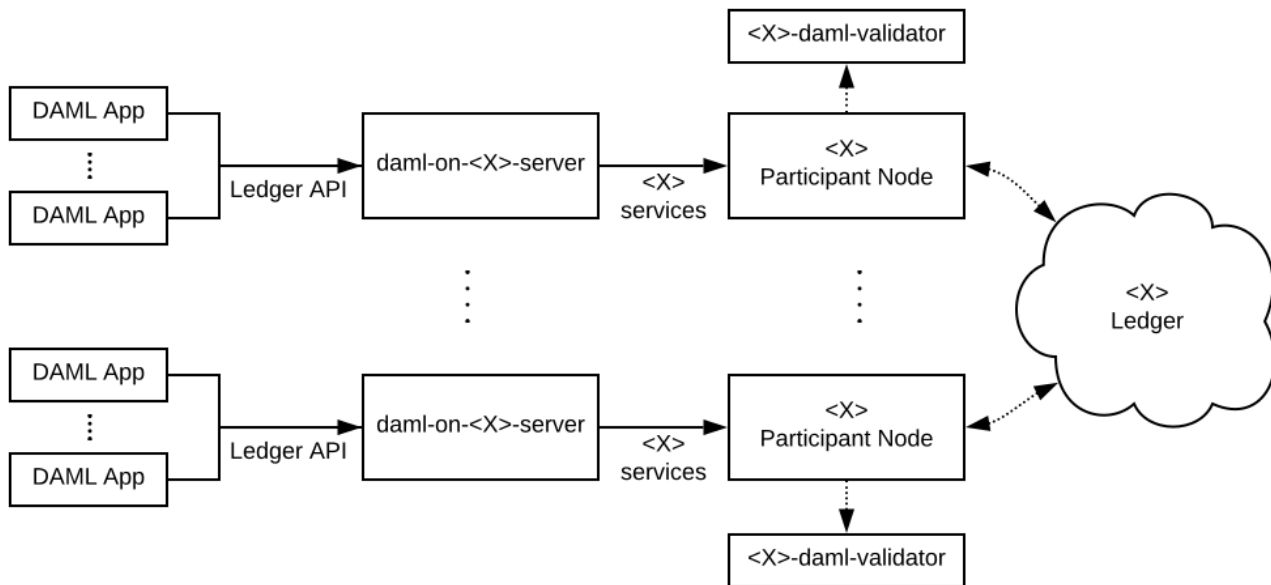 <X>-daml-validator
DAML App
DAML App
Ledger API
daml-on-<X>-server
<X>
services
<X>
Participant Node
<X>
Ledger
DAML App
DAML App
Ledger API
daml-on-<X>-server
<X>
services
<X>
Participant Node
<X>-daml-validator